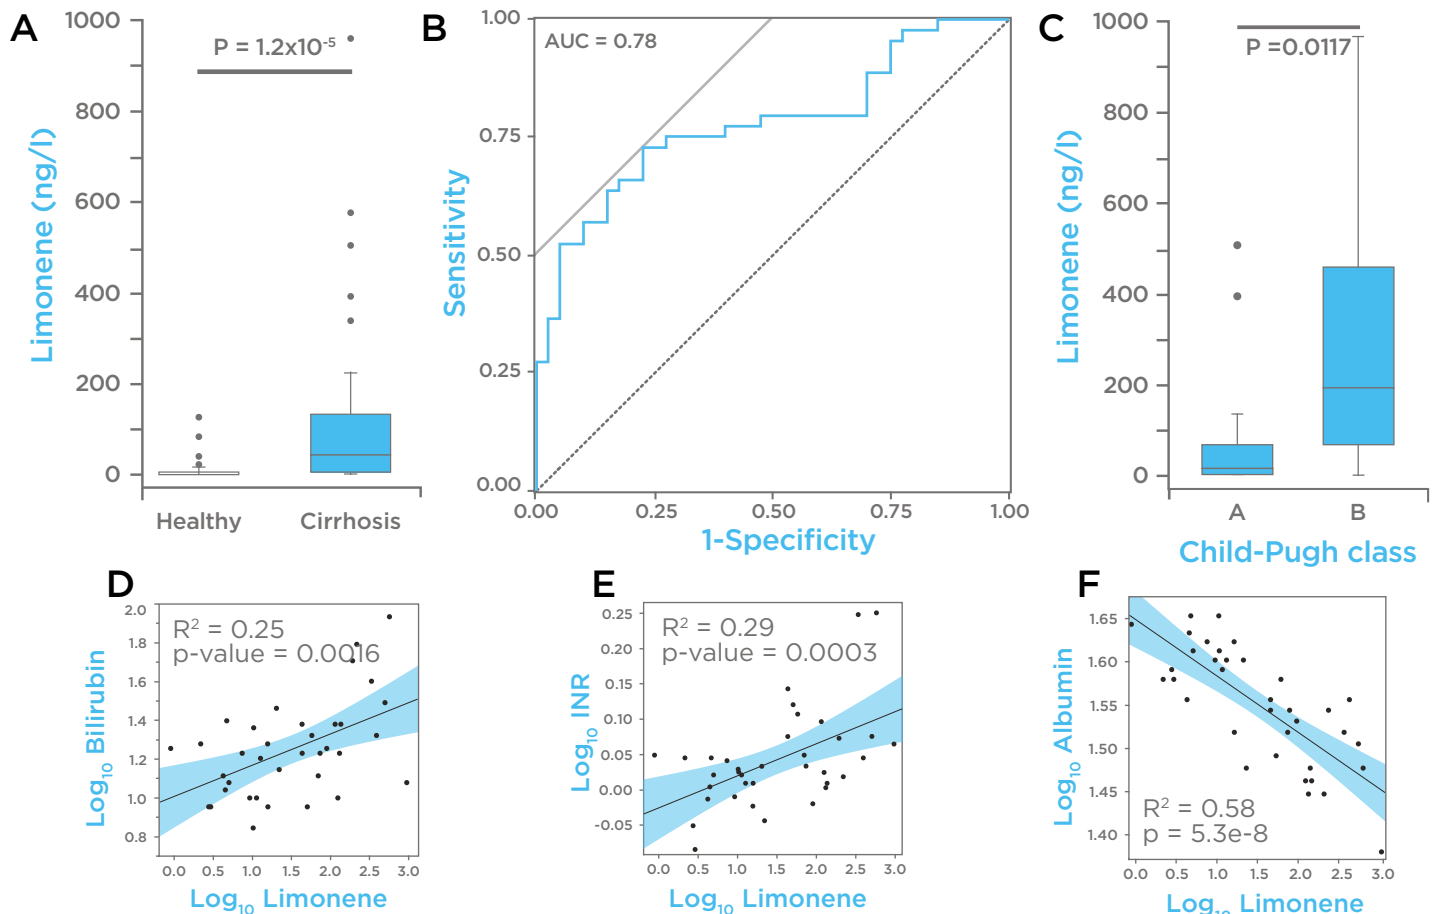 A
P = 1.2x10⁻⁵
Limonene (ng/l)
1000
800
600
400
200
0
Healthy
Cirrhosis
B
AUC = 0.78
Sensitivity
1.00
0.75
0.50
0.25
0.00
0.00
0.25
0.50
0.75
1.00
1-Specificity
C
P =0.0117
Limonene (ng/l)
1000
800
600
400
200
0
A
B
Child-Pugh class
D
R² = 0.25
p-value = 0.0016
Log₁₀ Bilirubin
2.0
1.8
1.6
1.4
1.2
1.0
0.8
0.0
0.5
1.0
1.5
2.0
2.5
3.0
Log₁₀ Limonene
E
R² = 0.29
p-value = 0.0003
Log₁₀ INR
0.25
0.20
0.15
0.10
0.05
0.00
-0.05
0.0
0.5
1.0
1.5
2.0
2.5
3.0
Log₁₀ Limonene
F
R² = 0.58
p = 5.3e-8
Log₁₀ Albumin
1.65
1.60
1.55
1.50
1.45
1.40
0.0
0.5
1.0
1.5
2.0
2.5
3.0
Log₁₀ Limonene